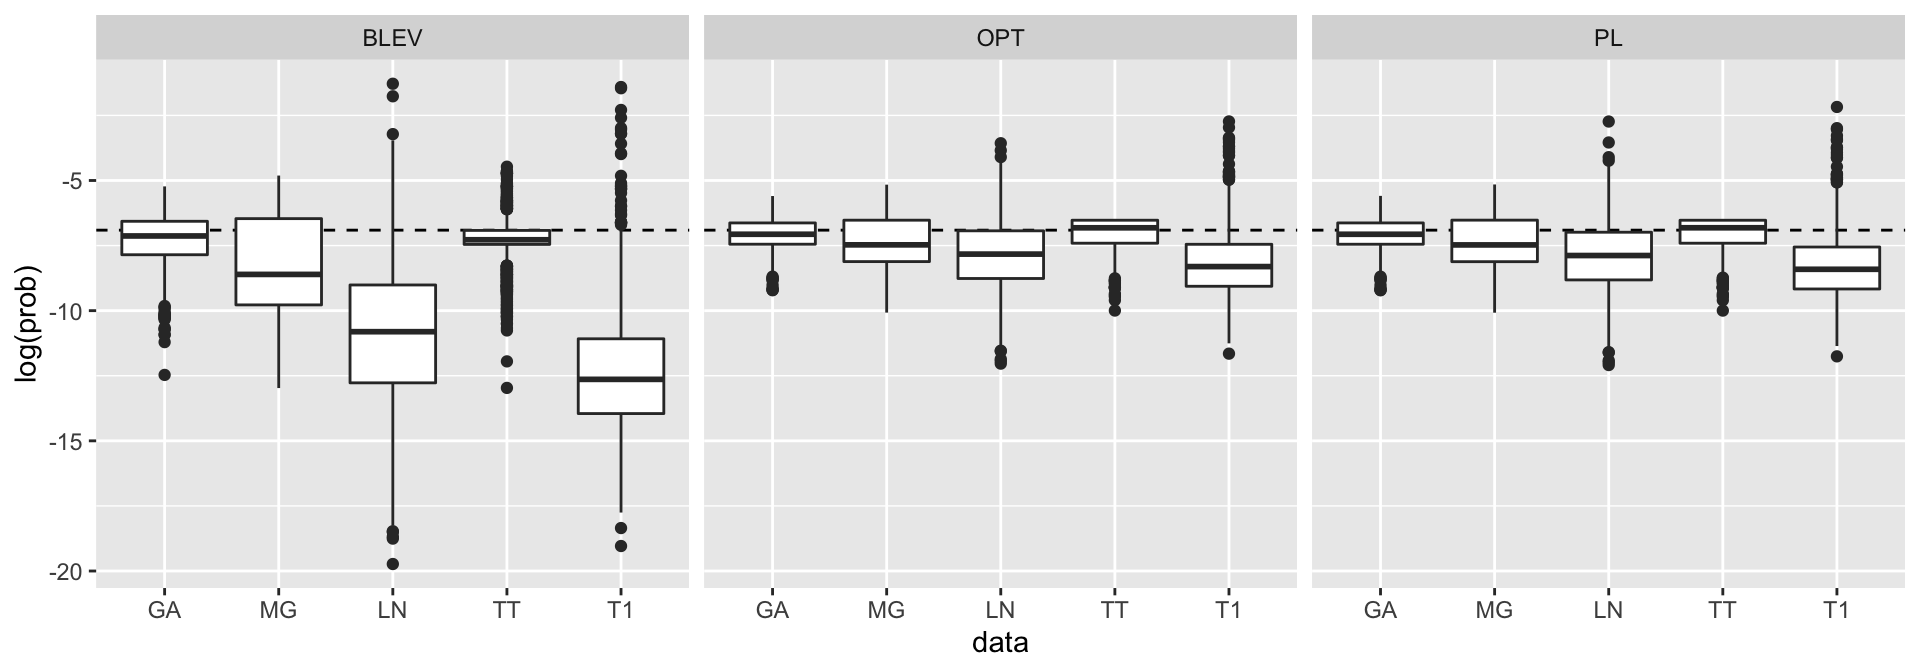 BLEV OPT PL
log(prob)
-5
-10
-15
-20
GA MG LN TT T1 GA MG LN TT T1 GA MG LN TT T1
data